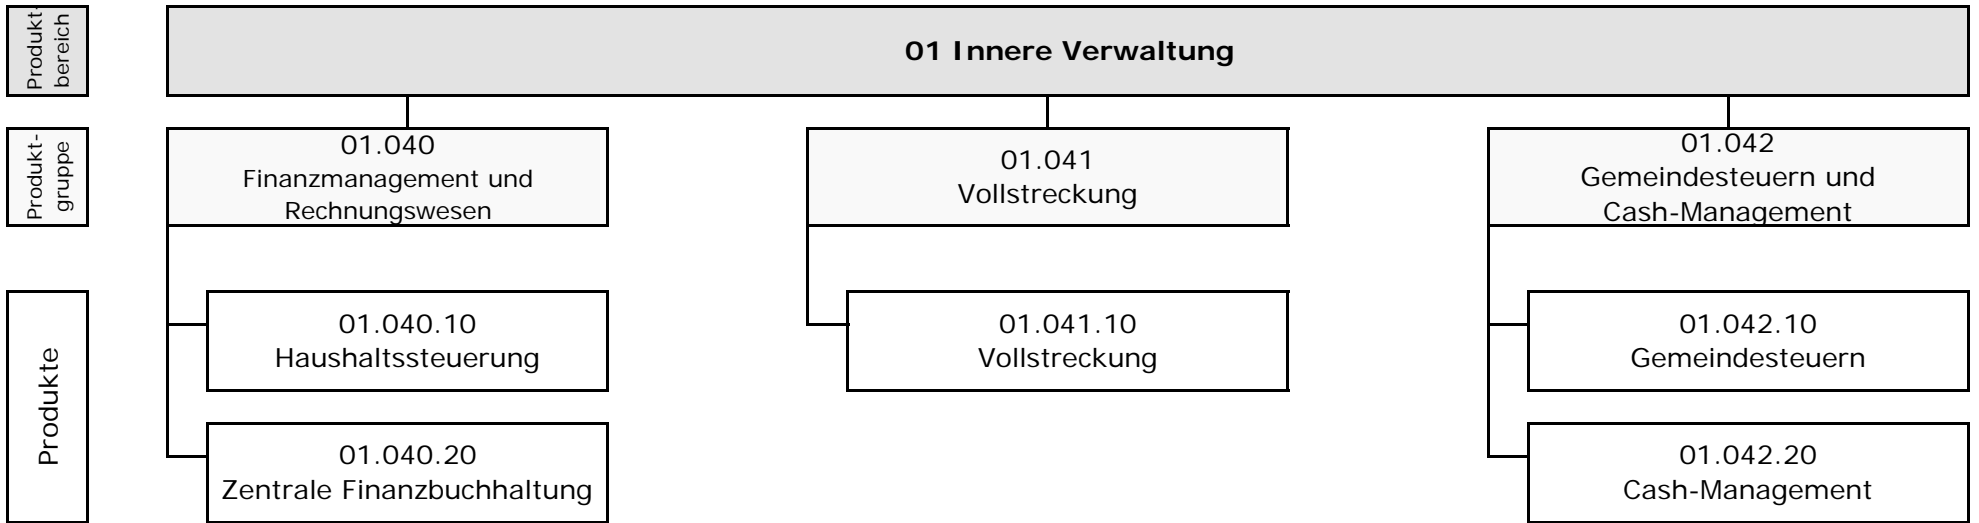 Produkt-
bereich
01 Innere Verwaltung
Produkt-
gruppe
01.040
Finanzmanagement und
Rechnungswesen
01.041
Vollstreckung
01.042
Gemeindesteuern und
Cash-Management
Produkte
01.040.10
Haushaltssteuerung
01.041.10
Vollstreckung
01.042.10
Gemeindesteuern
01.040.20
Zentrale Finanzbuchhaltung
01.042.20
Cash-Management